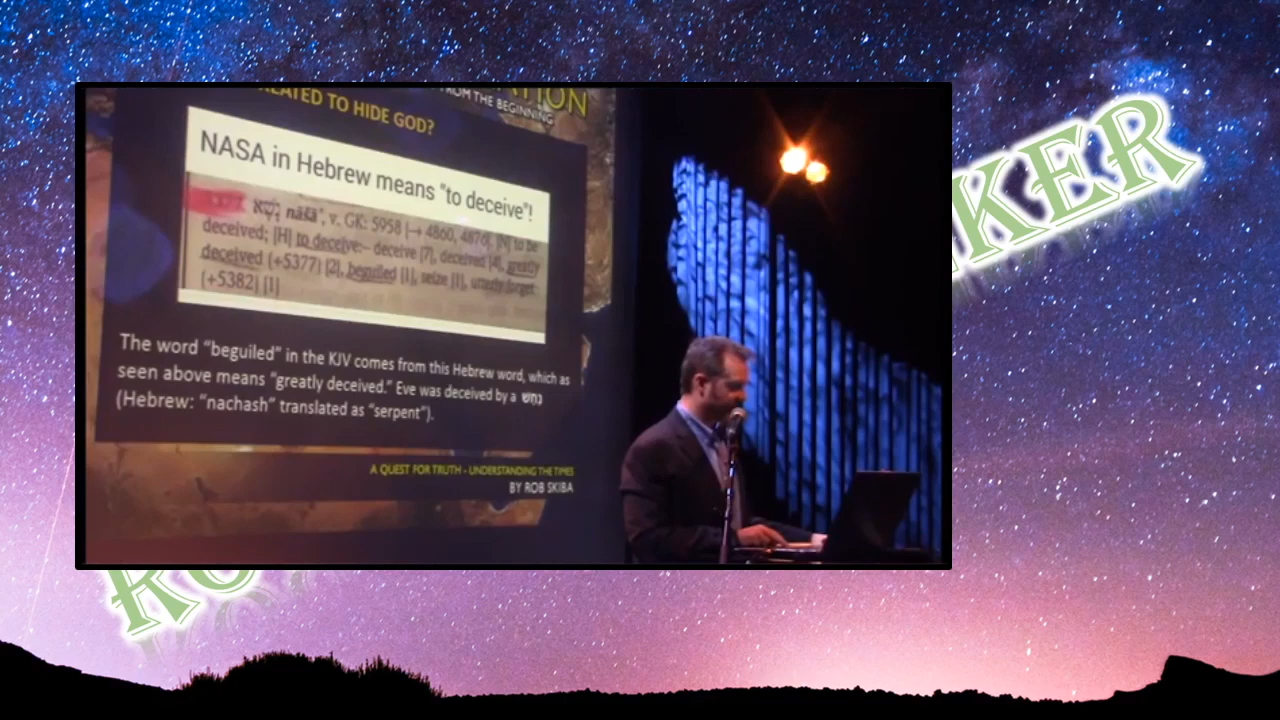 EATED TO HIDE GOD?
ATION
FROM THE BEGINNING
NASA in Hebrew means "to deceive"!
נָשָׁא nāšā', v. GK: 5958 |→ 4860, 4876|. [N] to be
deceived; [H] to deceive:– deceive [7], deceived [4], greatly
deceived (+5377) [2], beguiled [1], seize [1], utterly forget
(+5382) [1]
The word “beguiled” in the KJV comes from this Hebrew word, which as
seen above means “greatly deceived.” Eve was deceived by a נחש
(Hebrew: “nachash” translated as “serpent”).
A QUEST FOR TRUTH - UNDERSTANDING THE TIMES
BY ROB SKIBA
KER